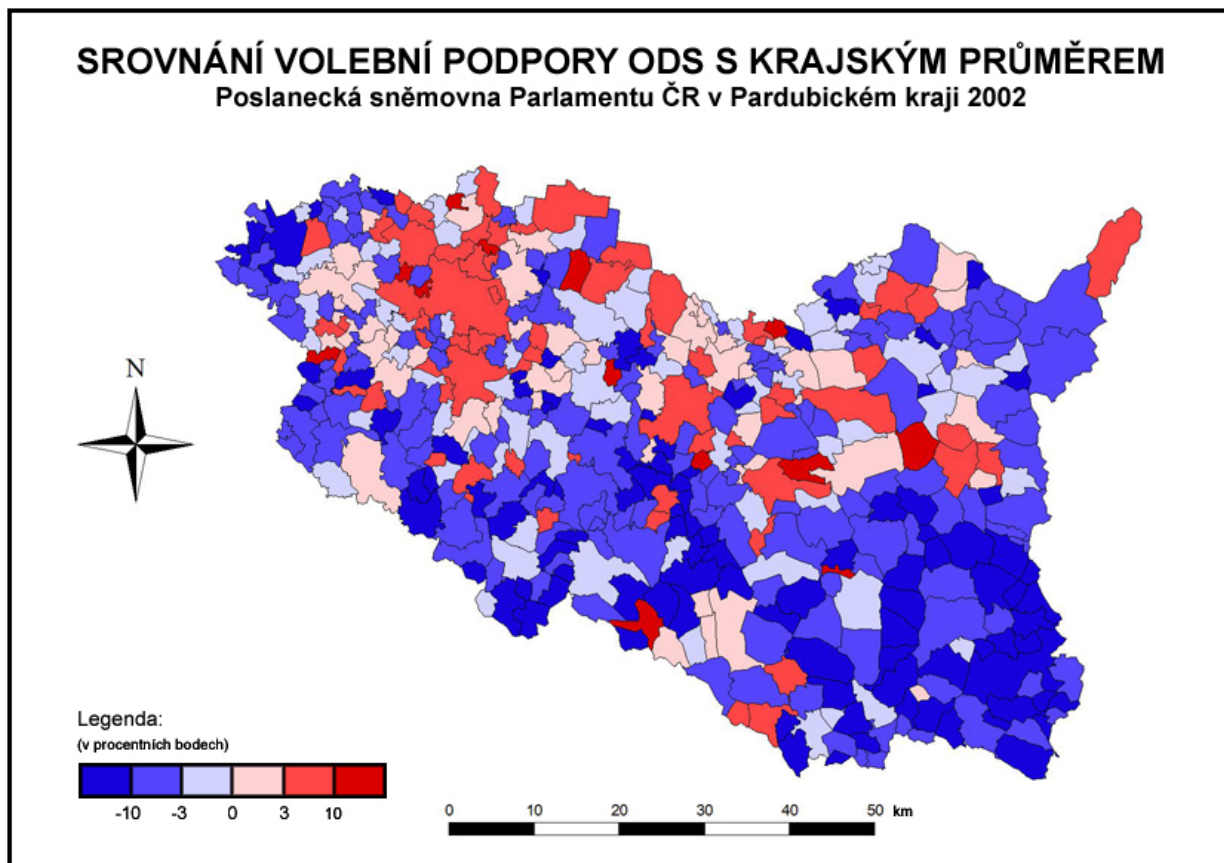 SROVNÁNÍ VOLEBNÍ PODPORY ODS S KRAJSKÝM PRŮMĚREM
Poslanecká sněmovna Parlamentu ČR v Pardubickém kraji 2002
N
Legenda:
(v procentních bodech)
-10 -3 0 3 10
0 10 20 30 40 50 km